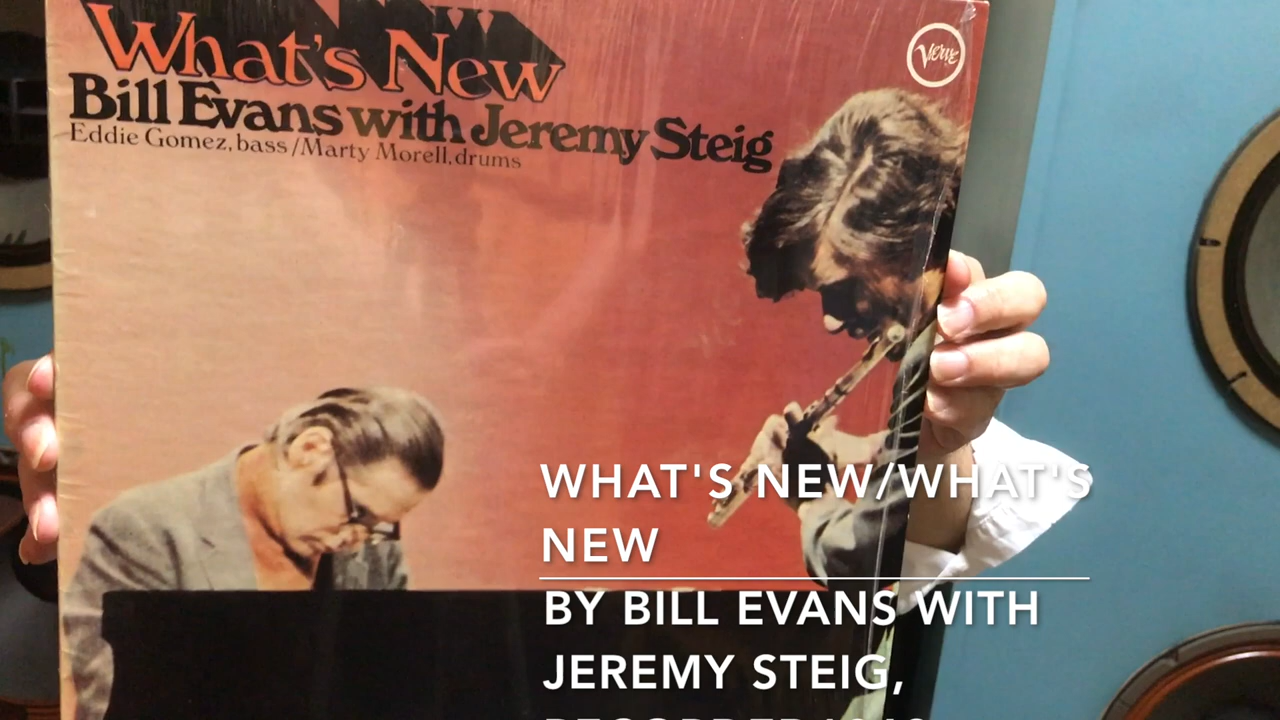 What's New
Verve
Bill Evans with Jeremy Steig
Eddie Gomez, bass/Marty Morell, drums
WHAT'S NEW/WHAT'S
NEW
BY BILL EVANS WITH
JEREMY STEIG,